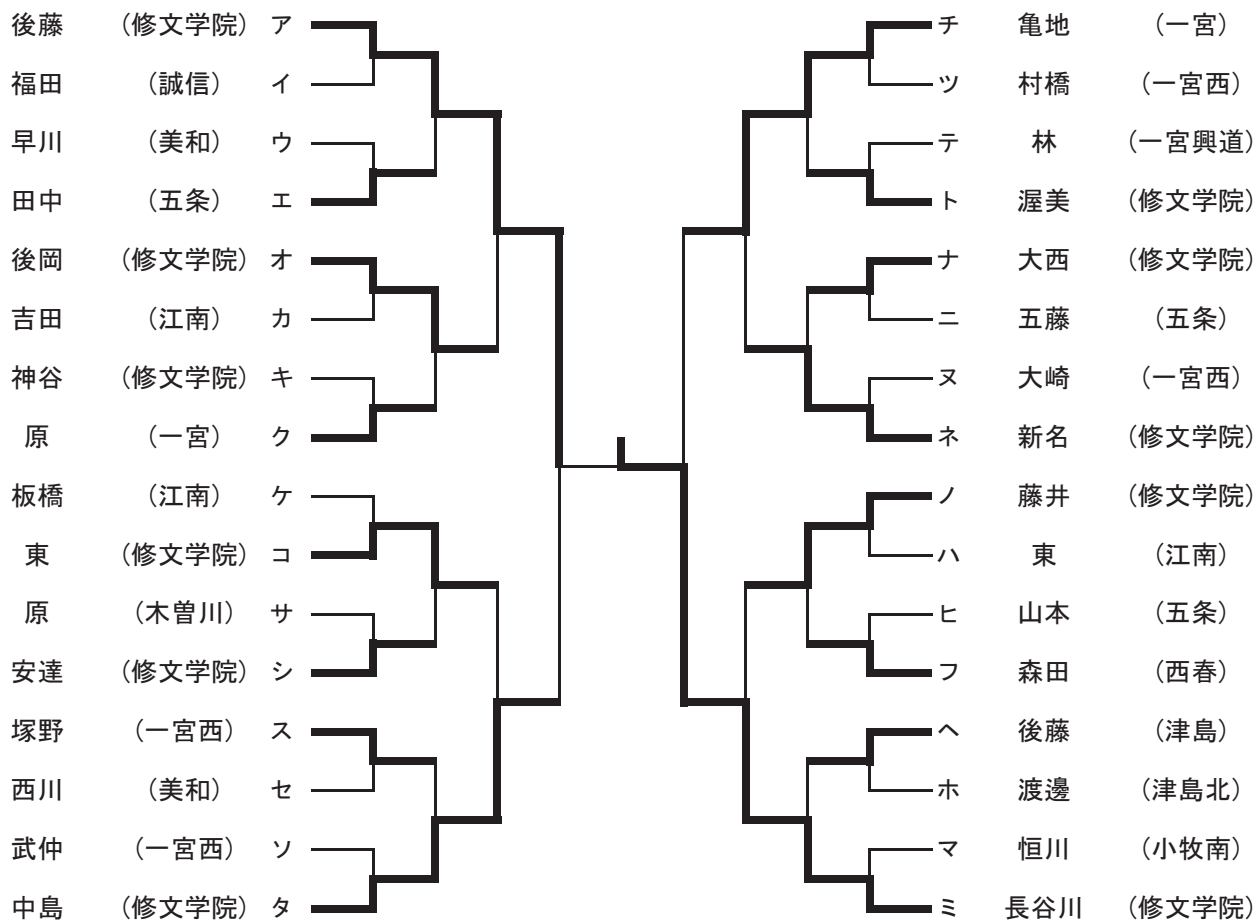 後藤 （修文学院） ア
福田 （誠信） イ
早川 （美和） ウ
田中 （五条） エ
後岡 （修文学院） オ
吉田 （江南） カ
神谷 （修文学院） キ
原 （一宮） ク
板橋 （江南） ケ
東 （修文学院） コ
原 （木曽川） サ
安達 （修文学院） シ
塚野 （一宮西） ス
西川 （美和） セ
武仲 （一宮西） ソ
中島 （修文学院） タ
チ 亀地 （一宮）
ツ 村橋 （一宮西）
テ 林 （一宮興道）
ト 渥美 （修文学院）
ナ 大西 （修文学院）
ニ 五藤 （五条）
ヌ 大崎 （一宮西）
ネ 新名 （修文学院）
ノ 藤井 （修文学院）
ハ 東 （江南）
ヒ 山本 （五条）
フ 森田 （西春）
ヘ 後藤 （津島）
ホ 渡邊 （津島北）
マ 恒川 （小牧南）
ミ 長谷川 （修文学院）